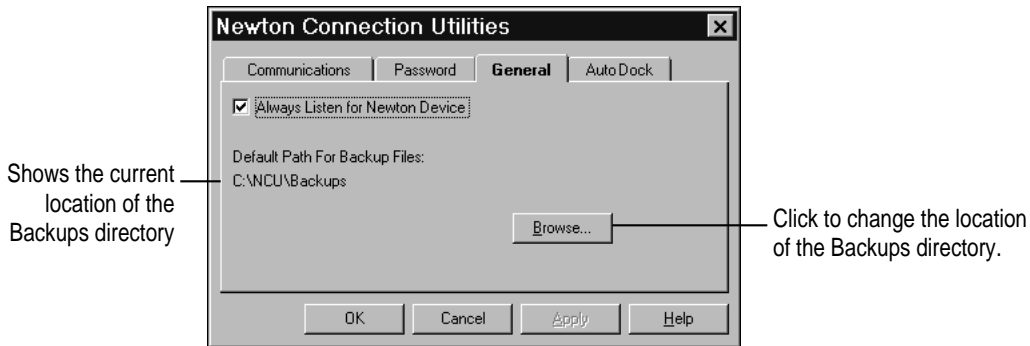 Newton Connection Utilities
Communications
Password
General
Auto Dock
Always Listen for Newton Device
Default Path For Backup Files:
C:\NCU\Backups
Browse...
OK
Cancel
Apply
Help
Shows the current
location of the
Backups directory
Click to change the location
of the Backups directory.